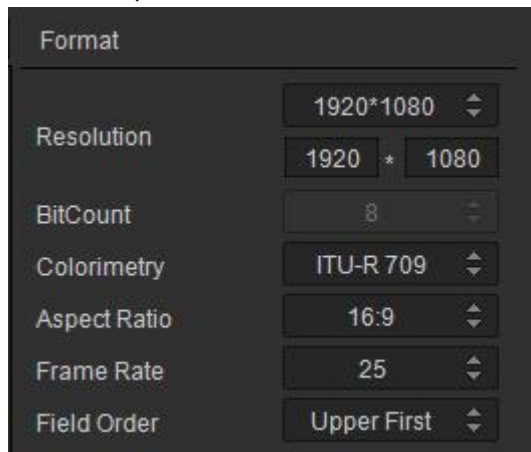 Format
Resolution
1920*1080
1920 * 1080
BitCount 8
Colorimetry ITU-R 709
Aspect Ratio 16:9
Frame Rate 25
Field Order Upper First